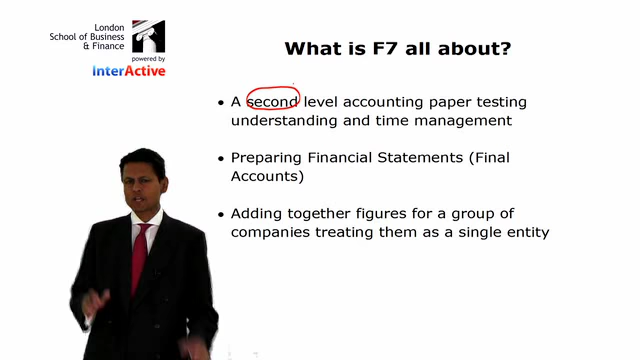 London
School of Business
& Finance
powered by
InterActive
What is F7 all about?
• A second level accounting paper testing
understanding and time management
• Preparing Financial Statements (Final
Accounts)
• Adding together figures for a group of
companies treating them as a single entity